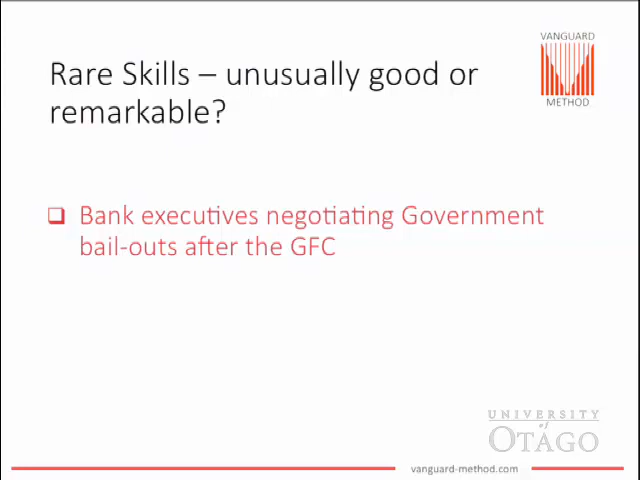 VANGUARD
METHOD
Rare Skills – unusually good or
remarkable?
Bank executives negotiating Government
bail-outs after the GFC
UNIVERSITY
of
OTĀGO
vanguard-method.com